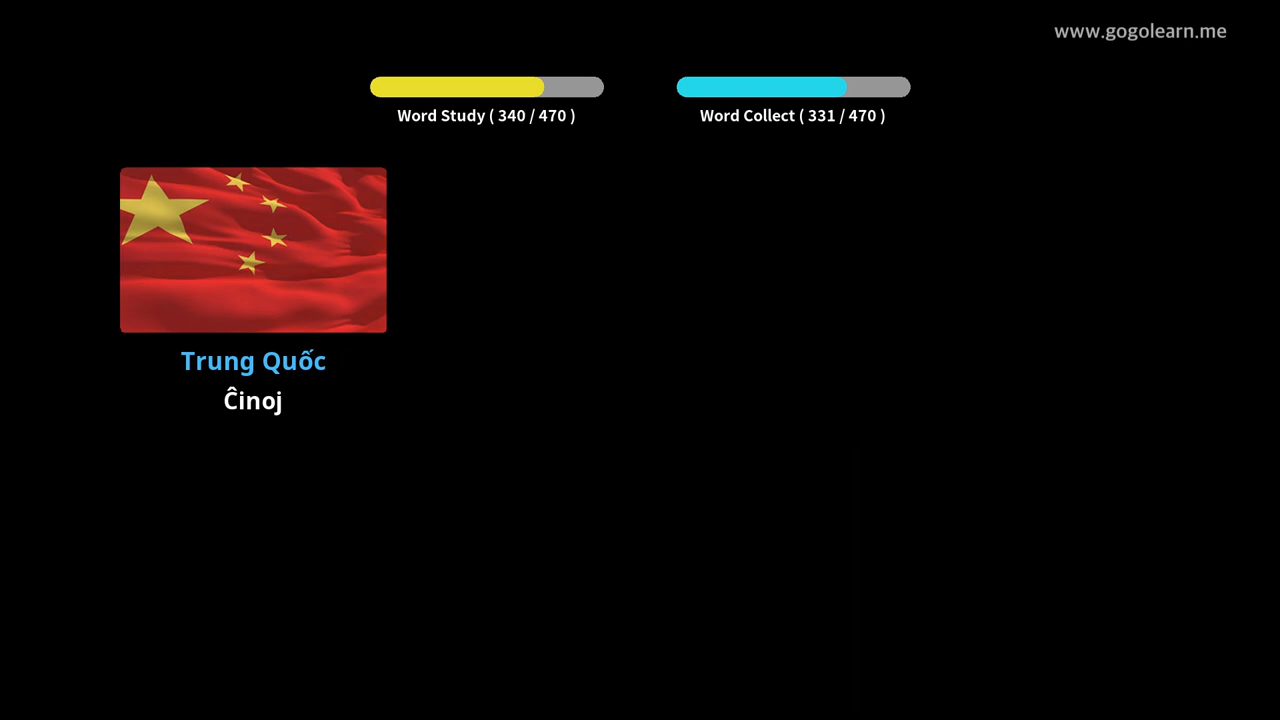 www.gogolearn.me
Word Study ( 340 / 470 )
Word Collect ( 331 / 470 )
Trung Quốc
Ĉinoj